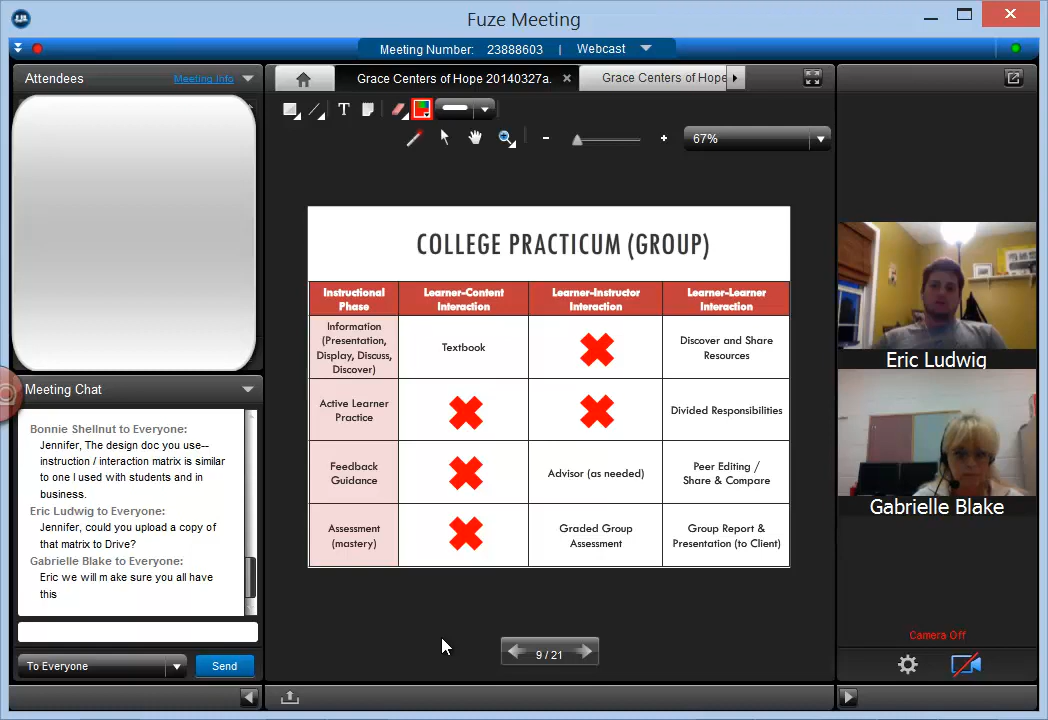 Fuze Meeting
Meeting Number: 23888603 | Webcast
Attendees
Meeting Info
Grace Centers of Hope 20140327a.
Grace Centers of Hope
T
67%
COLLEGE PRACTICUM (GROUP)
Instructional Phase
Learner-Content Interaction
Learner-Instructor Interaction
Learner-Learner Interaction
Information
(Presentation,
Display, Discuss,
Discover)
Textbook
Discover and Share
Resources
Active Learner
Practice
Divided Responsibilities
Feedback
Guidance
Advisor (as needed)
Peer Editing /
Share & Compare
Assessment
(mastery)
Graded Group
Assessment
Group Report &
Presentation (to Client)
9 / 21
Meeting Chat
Bonnie Shellnut to Everyone:
Jennifer, The design doc you use--
instruction / interaction matrix is similar
to one I used with students and in
business.
Eric Ludwig to Everyone:
Jennifer, could you upload a copy of
that matrix to Drive?
Gabrielle Blake to Everyone:
Eric we will m ake sure you all have
this
To Everyone
Send
Eric Ludwig
Gabrielle Blake
Camera Off